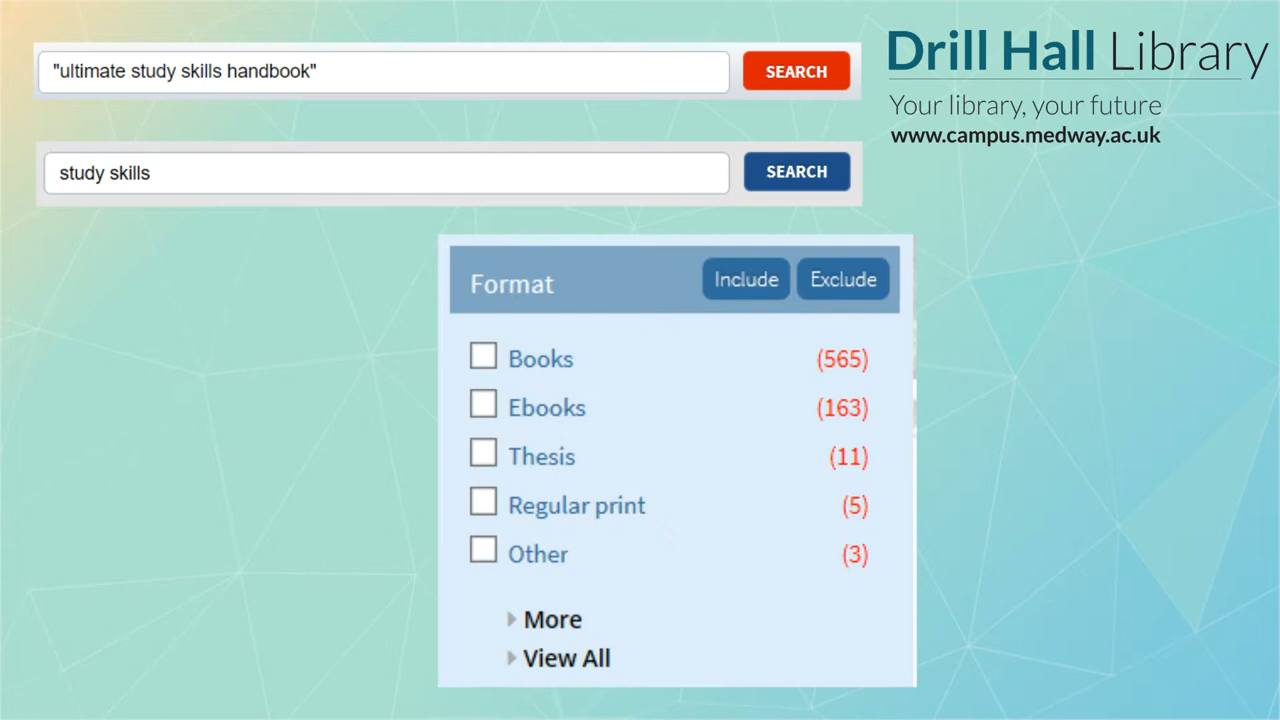 "ultimate study skills handbook"
SEARCH
Drill Hall Library
Your library, your future
www.campus.medway.ac.uk
study skills
SEARCH
Format
Include
Exclude
Books (565)
Ebooks (163)
Thesis (11)
Regular print (5)
Other (3)
More
View All